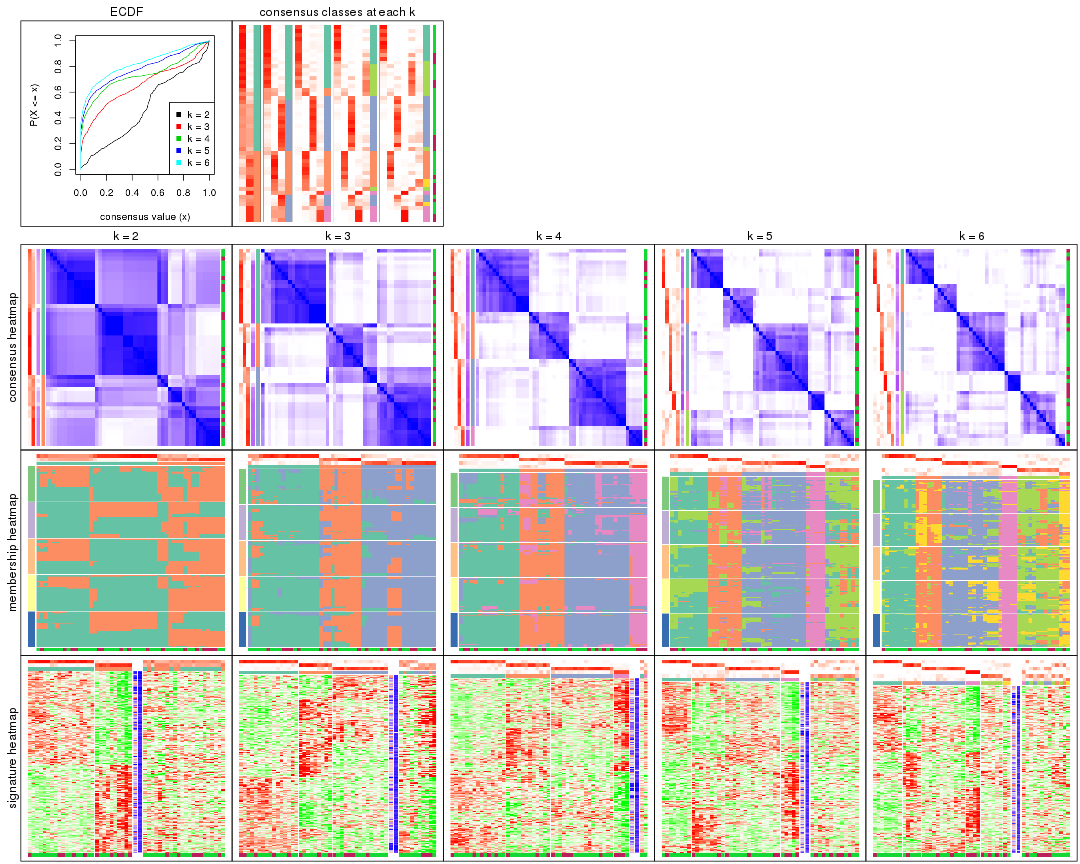 ECDF
consensus classes at each k
P(X <= x)
0.0 0.2 0.4 0.6 0.8 1.0
k = 2
k = 3
k = 4
k = 5
k = 6
0.0 0.2 0.4 0.6 0.8 1.0
consensus value (x)
k = 2
k = 3
k = 4
k = 5
k = 6
consensus heatmap
membership heatmap
signature heatmap